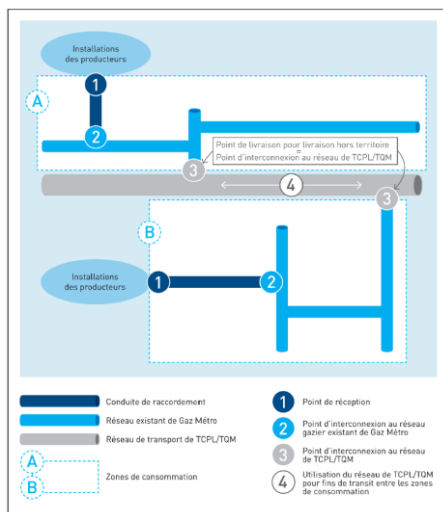 Installations
des producteurs
1
A
2
Point de livraison pour livraison hors territoire
=
Point d'interconnexion au réseau de TCPL/TQM
3
4
3
B
Installations
des producteurs
1
2
Conduite de raccordement
Réseau existant de Gaz Métro
Réseau de transport de TCPL/TQM
A
B
Zones de consommation
1
Point de réception
2
Point d'interconnexion au réseau
gazier existant de Gaz Métro
3
Point d'interconnexion au réseau
de TCPL/TQM
4
Utilisation du réseau de TCPL/TQM
pour fins de transit entre les zones
de consommation